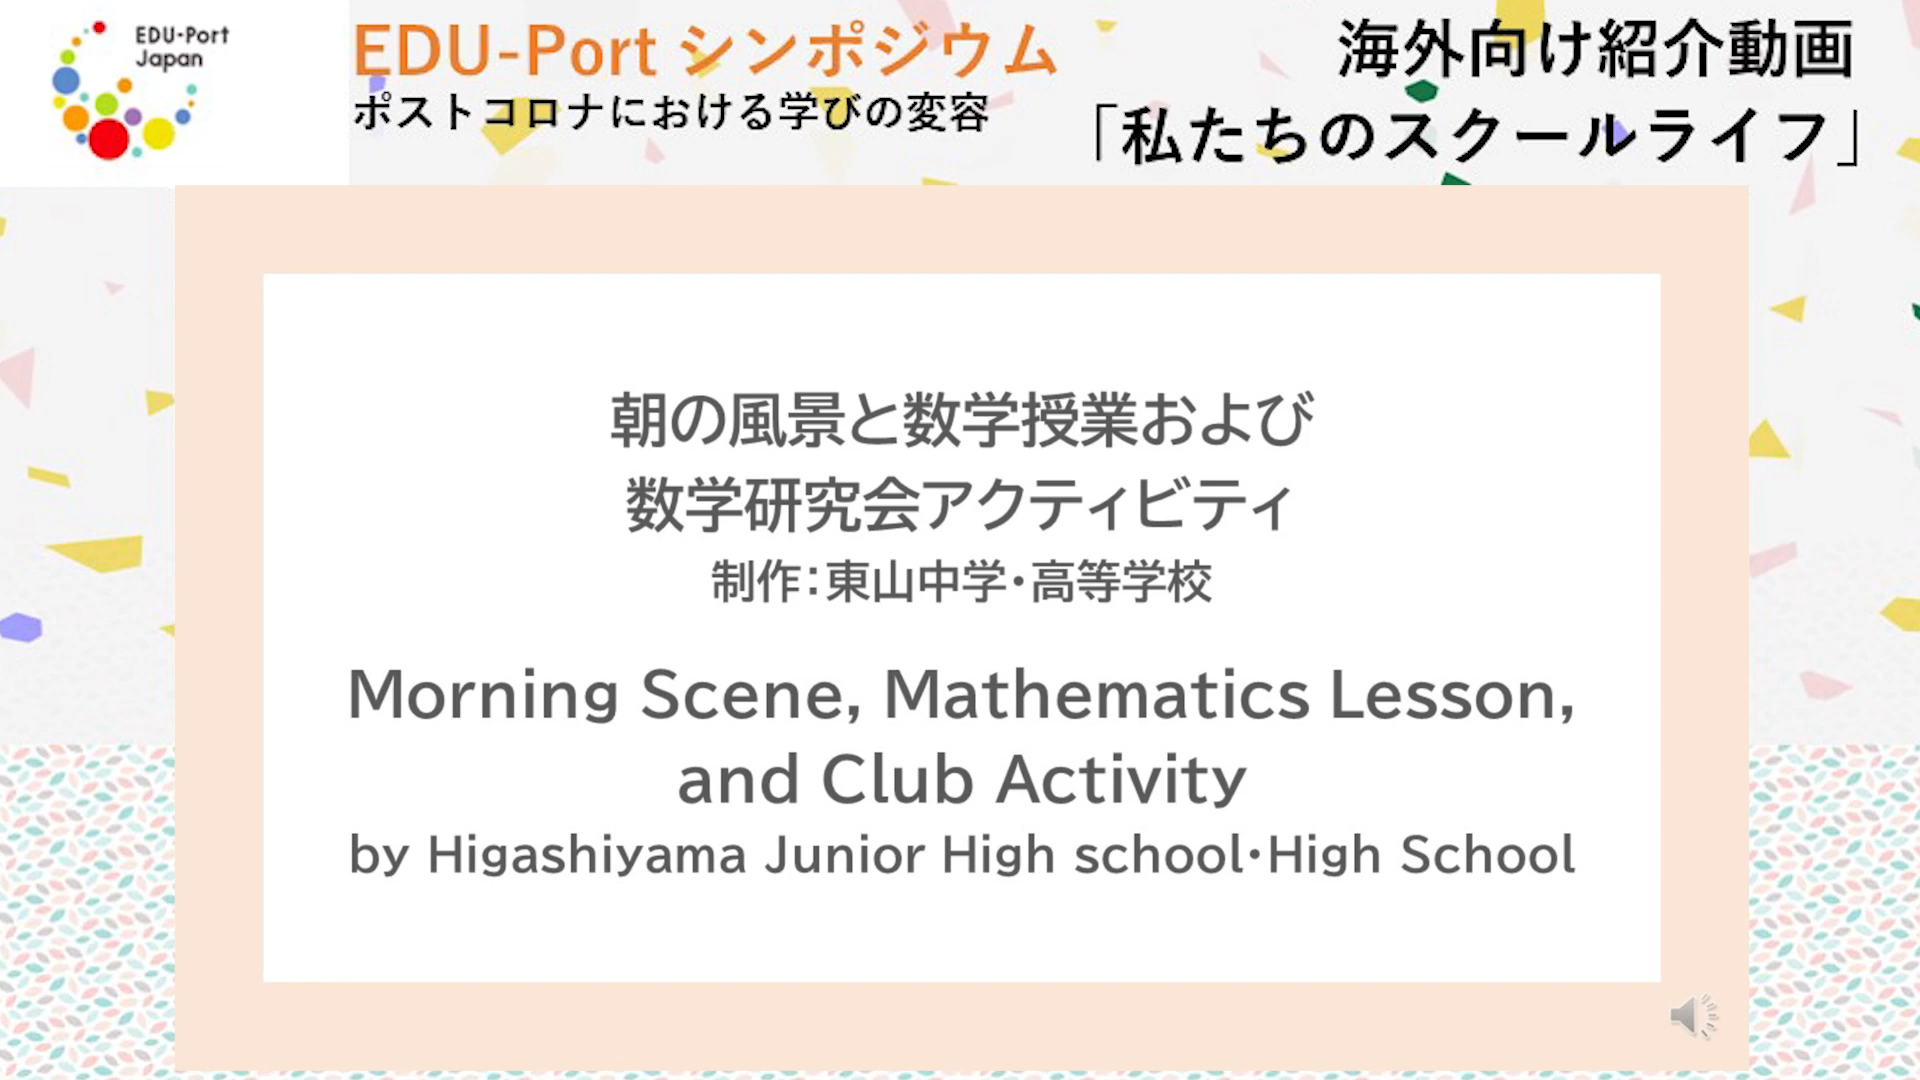 EDU-Port
Japan
EDU-Port シンポジウム
ポストコロナにおける学びの変容
海外向け紹介動画
「私たちのスクールライフ」
朝の風景と数学授業および
数学研究会アクティビティ
制作：東山中学・高等学校
Morning Scene, Mathematics Lesson,
and Club Activity
by Higashiyama Junior High school・High School